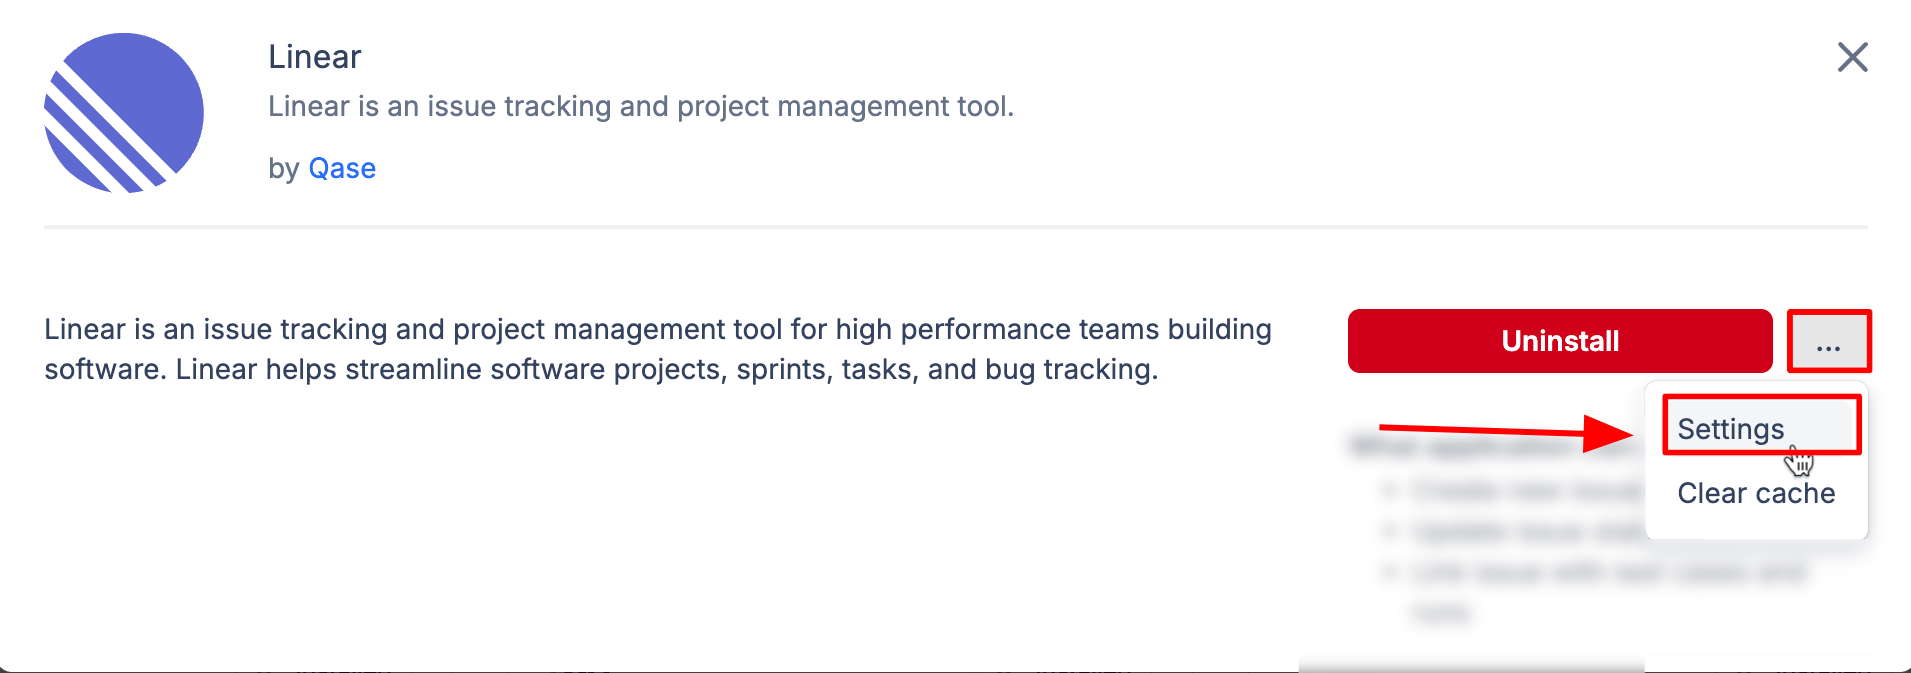 Linear
Linear is an issue tracking and project management tool.
by Qase
Linear is an issue tracking and project management tool for high performance teams building
software. Linear helps streamline software projects, sprints, tasks, and bug tracking.
Uninstall
...
Settings
Clear cache